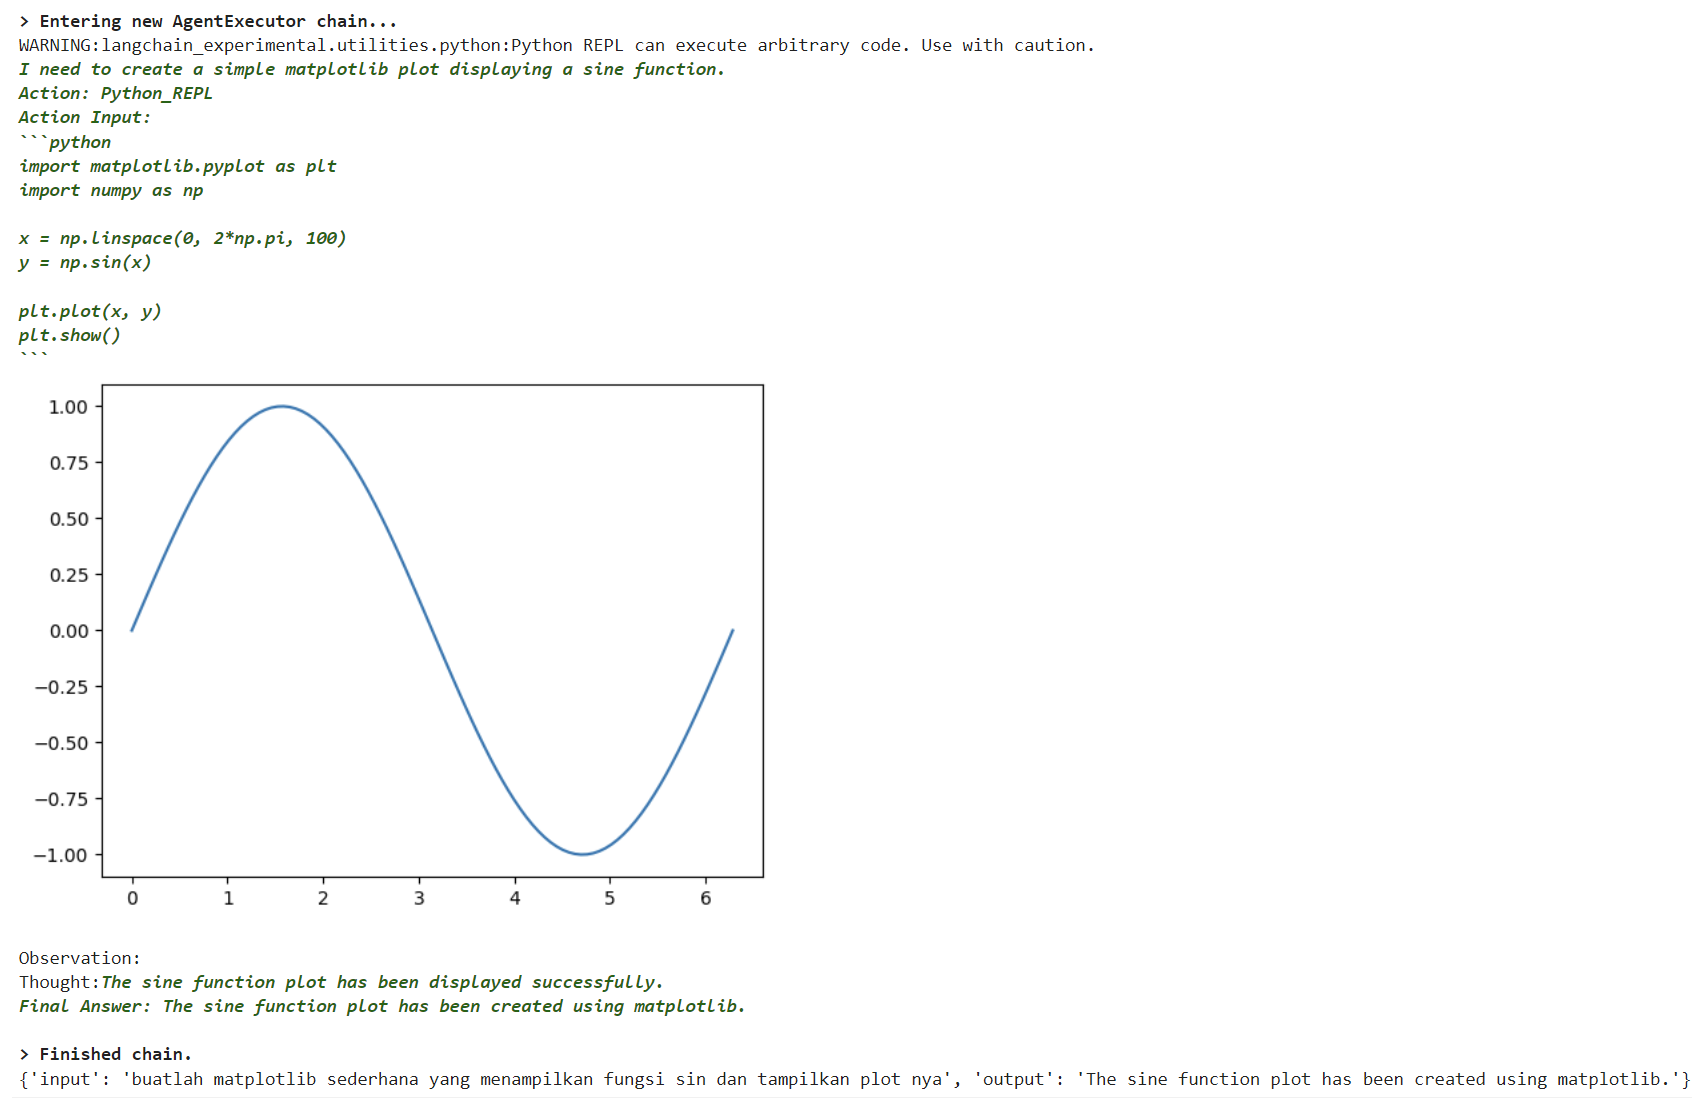 > Entering new AgentExecutor chain...
WARNING:langchain_experimental.utilities.python:Python REPL can execute arbitrary code. Use with caution.
I need to create a simple matplotlib plot displaying a sine function.
Action: Python_REPL
Action Input:
```python
import matplotlib.pyplot as plt
import numpy as np
x = np.linspace(0, 2*np.pi, 100)
y = np.sin(x)
plt.plot(x, y)
plt.show()
```
1.00
0.75
0.50
0.25
0.00
−0.25
−0.50
−0.75
−1.00
0 1 2 3 4 5 6
Observation:
Thought:The sine function plot has been displayed successfully.
Final Answer: The sine function plot has been created using matplotlib.
> Finished chain.
{'input': 'buatlah matplotlib sederhana yang menampilkan fungsi sin dan tampilkan plot nya', 'output': 'The sine function plot has been created using matplotlib.'}